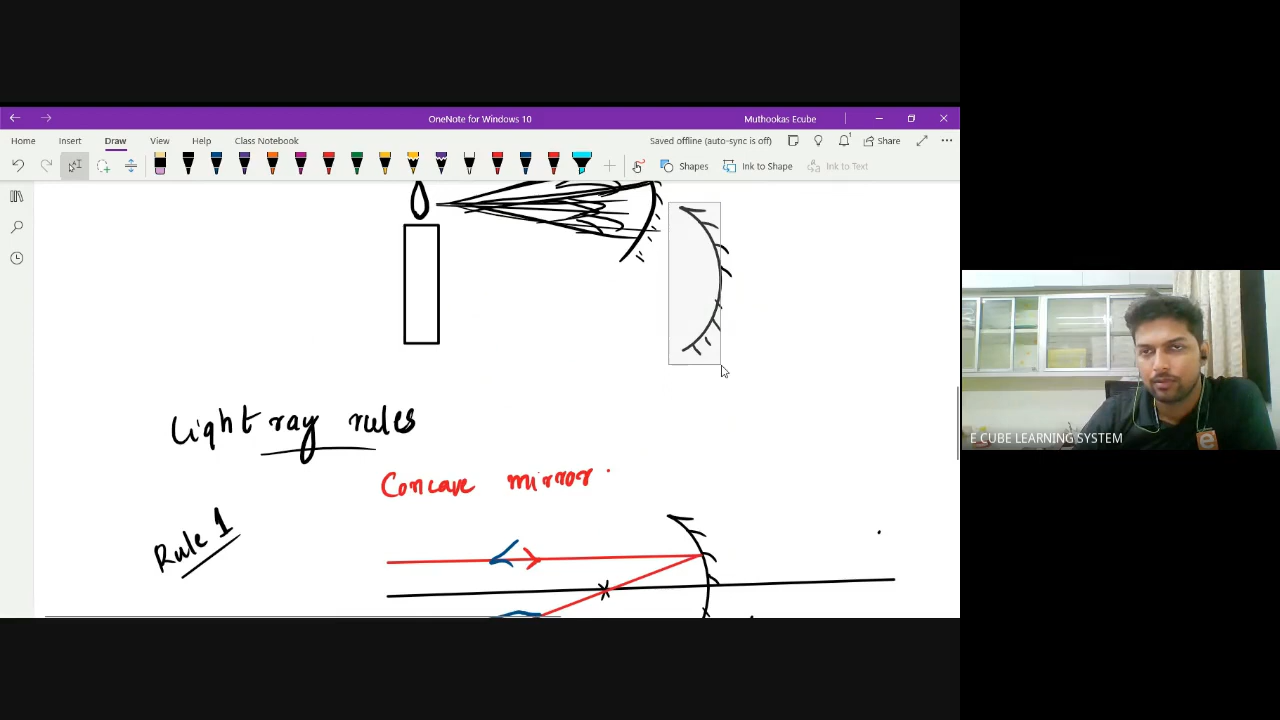 OneNote for Windows 10
Muthookas Ecube
Home Insert Draw View Help Class Notebook
Saved offline (auto-sync is off)
Share
Shapes
Ink to Shape
Ink to Text
Light ray rules
Concave mirror.
Rule 1
E CUBE LEARNING SYSTEM
e